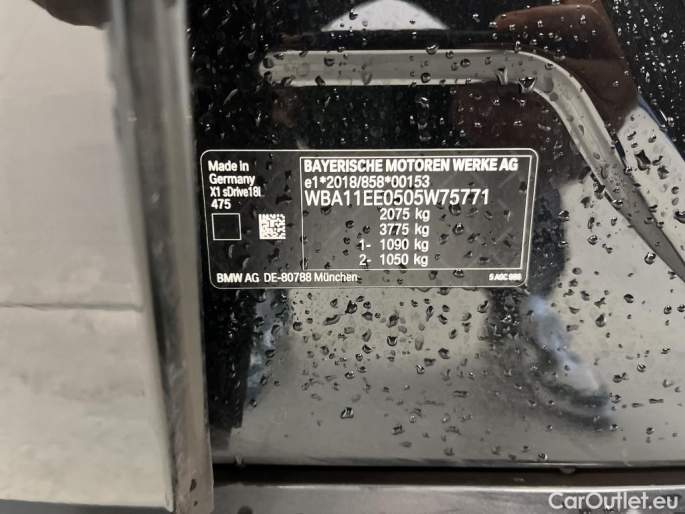 Made in
Germany
X1 sDrive18i
475
BAYERISCHE MOTOREN WERKE AG
e1*2018/858*00153
WBA11EE0505W75771
2075 kg
3775 kg
1- 1090 kg
2- 1050 kg
BMW AG DE-80788 München
CarOutlet.eu